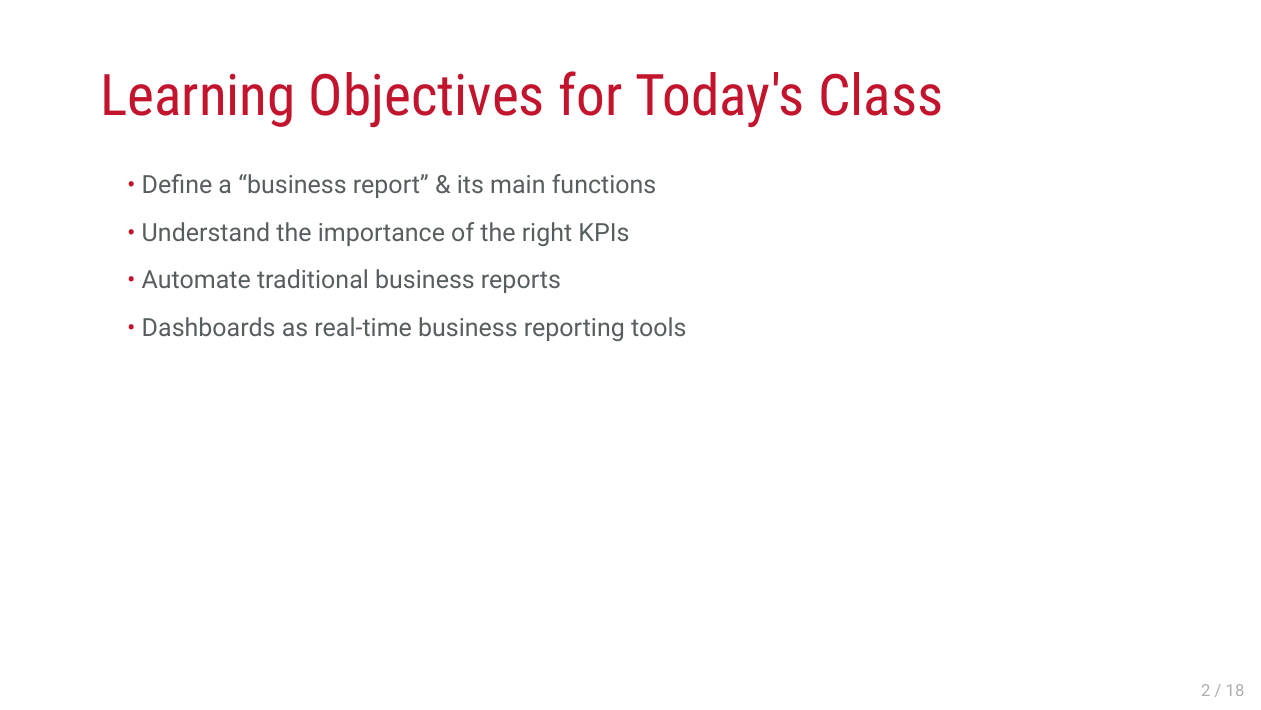 Learning Objectives for Today's Class
• Define a “business report” & its main functions
• Understand the importance of the right KPIs
• Automate traditional business reports
• Dashboards as real-time business reporting tools
2 / 18